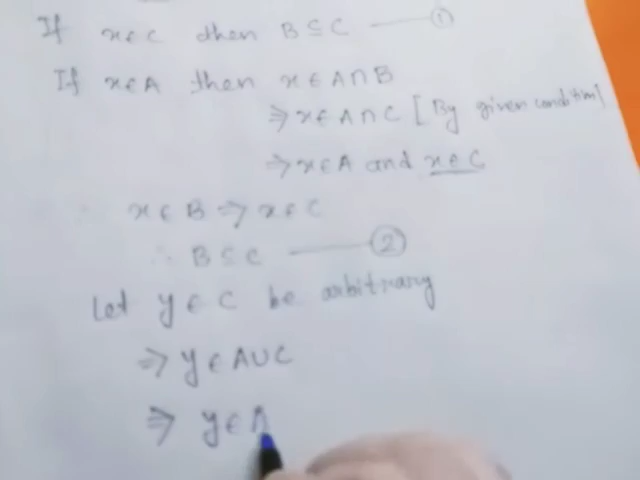 If x ∈ C then B ⊆ C —— ①
If x ∈ A then x ∈ A ∩ B
⇒ x ∈ A ∩ C [By given condition]
⇒ x ∈ A and x ∈ C
x ∈ B ⇒ x ∈ C
∴ B ⊆ C —— ②
Let y ∈ C be arbitrary
⇒ y ∈ A ∪ C
⇒ y ∈ A